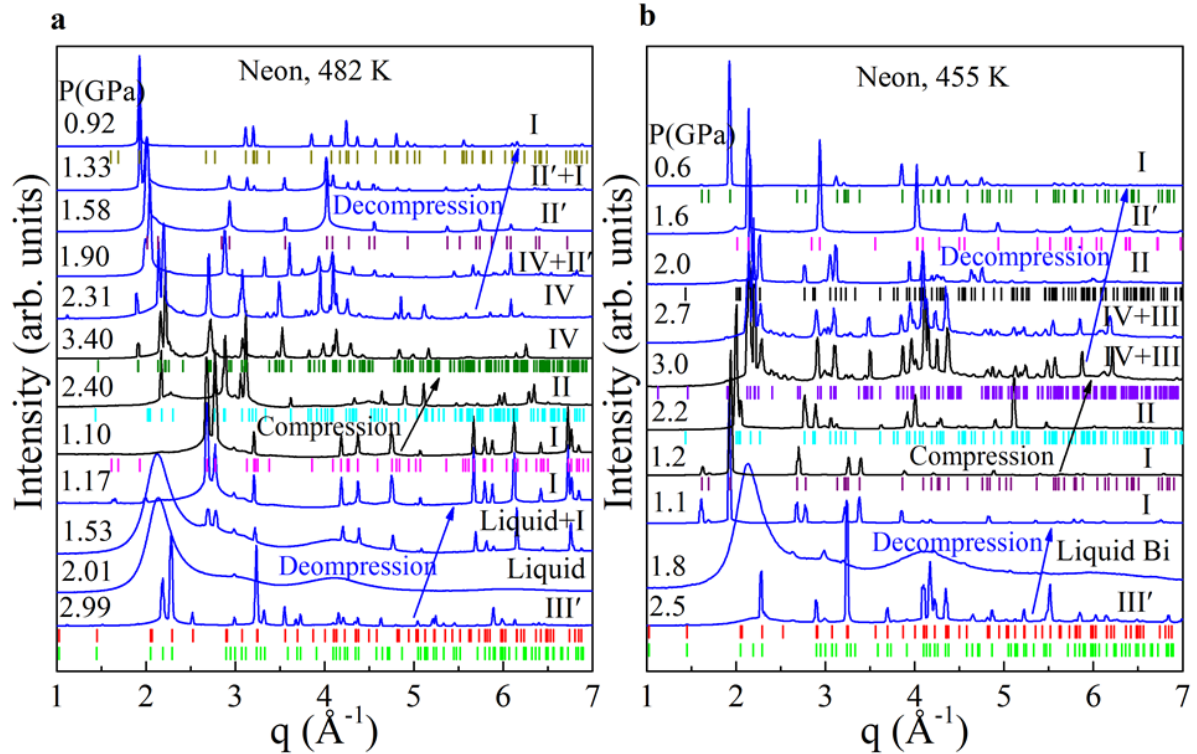 a
Neon, 482 K
P(GPa)
0.92
I
1.33
II′+I
1.58
II′
Decompression
1.90
IV+II′
2.31
IV
3.40
IV
2.40
II
Compression
1.10
I
1.17
I
1.53
Liquid+I
2.01
Deompression
Liquid
2.99
III′
1 2 3 4 5 6 7
q (Å⁻¹)
Intensity (arb. units)
b
Neon, 455 K
P(GPa)
0.6
I
1.6
II′
2.0
Decompression
II
2.7
IV+III
3.0
IV+III
2.2
II
Compression
1.2
I
1.1
I
Decompression
1.8
Liquid Bi
2.5
III′
1 2 3 4 5 6 7
q (Å⁻¹)
Intensity (arb. units)